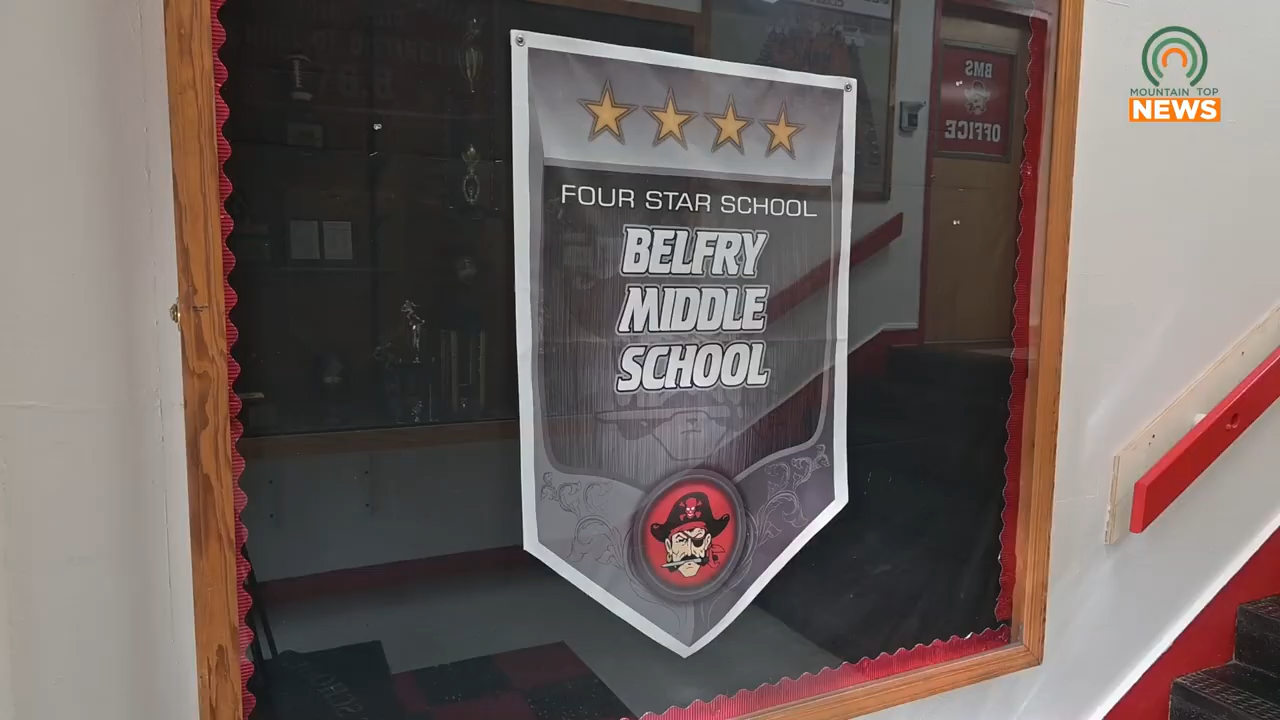 MOUNTAIN TOP
NEWS
FOUR STAR SCHOOL
BELFRY
MIDDLE
SCHOOL
BMS
OFFICE